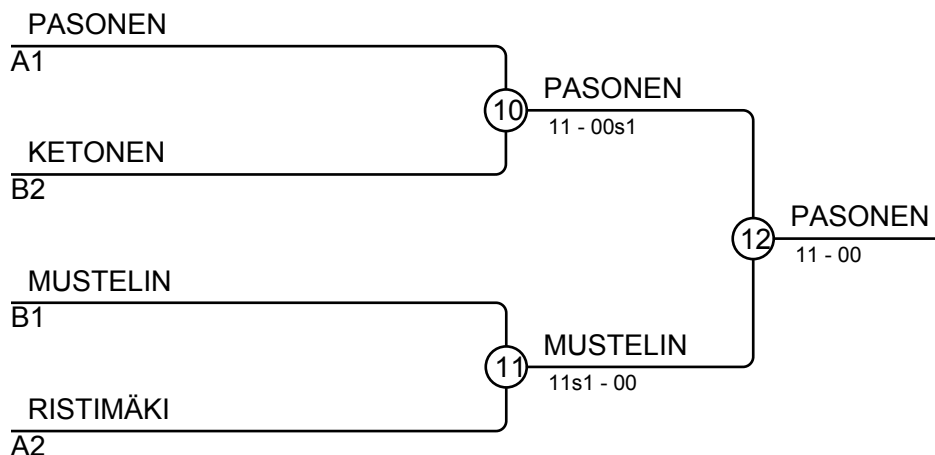 PASONEN
A1
10
PASONEN
11 - 00s1
KETONEN
B2
12
PASONEN
11 - 00
MUSTELIN
B1
11
MUSTELIN
11s1 - 00
RISTIMÄKI
A2